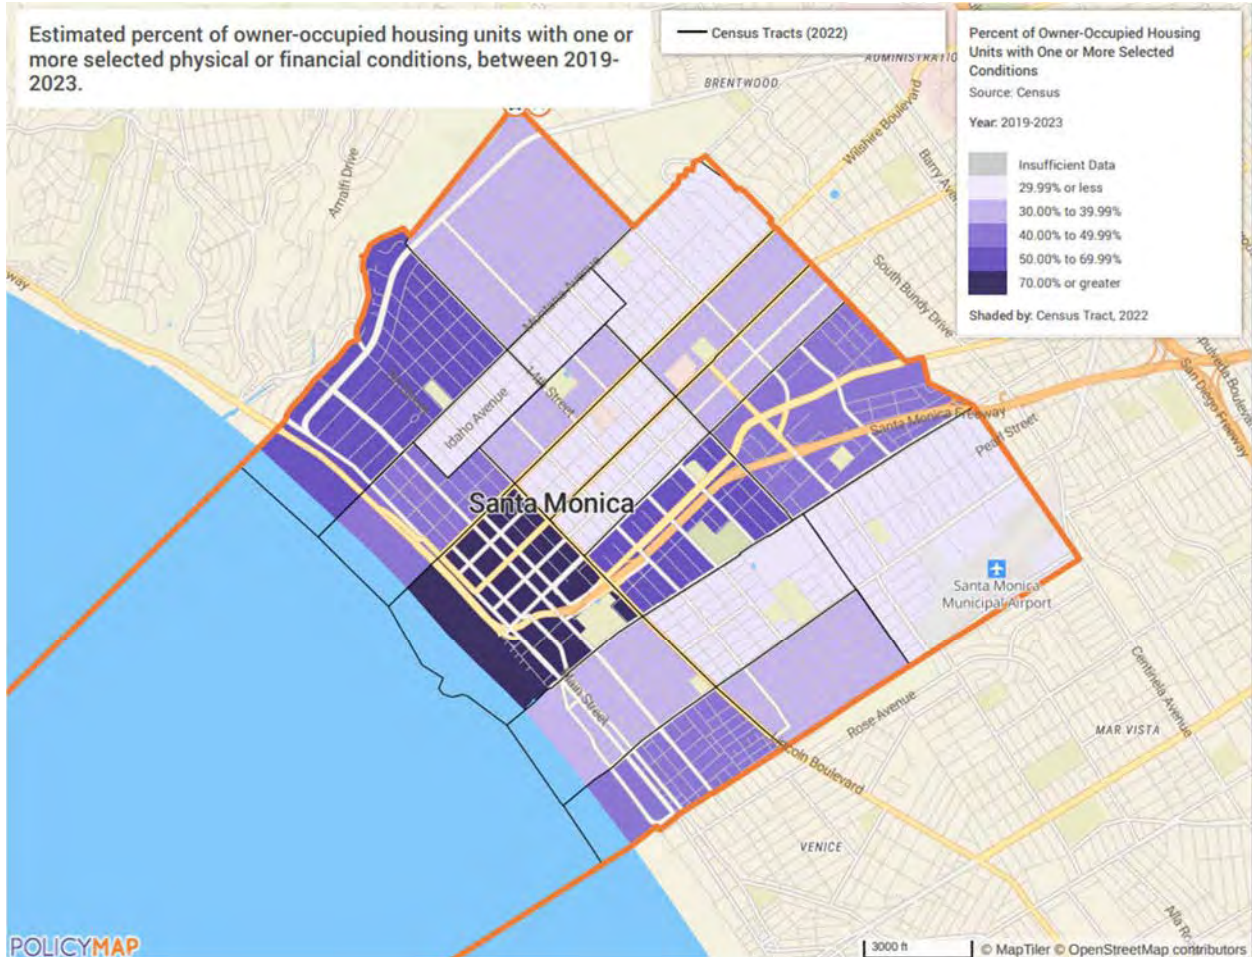 Estimated percent of owner-occupied housing units with one or
more selected physical or financial conditions, between 2019-
2023.
Census Tracts (2022)
Percent of Owner-Occupied Housing
Units with One or More Selected
Conditions
Source: Census
Year: 2019-2023
Insufficient Data
29.99% or less
30.00% to 39.99%
40.00% to 49.99%
50.00% to 69.99%
70.00% or greater
Shaded by: Census Tract, 2022
BRENTWOOD
Wilshire Boulevard
Amalfi Drive
South Bundy Drive
San Diego Freeway
Montana Avenue
14th Street
Idaho Avenue
Santa Monica Freeway
Pearl Street
Santa Monica
Santa Monica
Municipal Airport
Main Street
Rose Avenue
Centinela Avenue
MAR VISTA
VENICE
POLICYMAP
3000 ft
© MapTiler © OpenStreetMap contributors